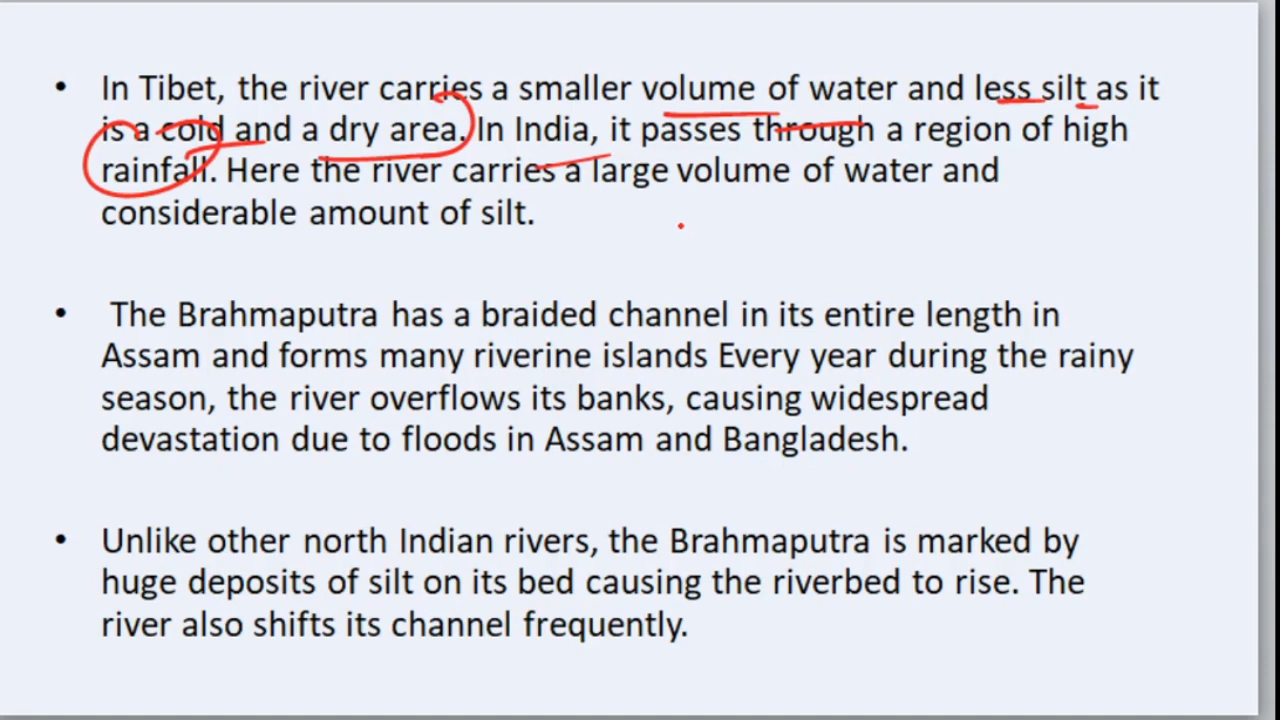 • In Tibet, the river carries a smaller volume of water and less silt as it
is a cold and a dry area. In India, it passes through a region of high
rainfall. Here the river carries a large volume of water and
considerable amount of silt.
• The Brahmaputra has a braided channel in its entire length in
Assam and forms many riverine islands Every year during the rainy
season, the river overflows its banks, causing widespread
devastation due to floods in Assam and Bangladesh.
• Unlike other north Indian rivers, the Brahmaputra is marked by
huge deposits of silt on its bed causing the riverbed to rise. The
river also shifts its channel frequently.